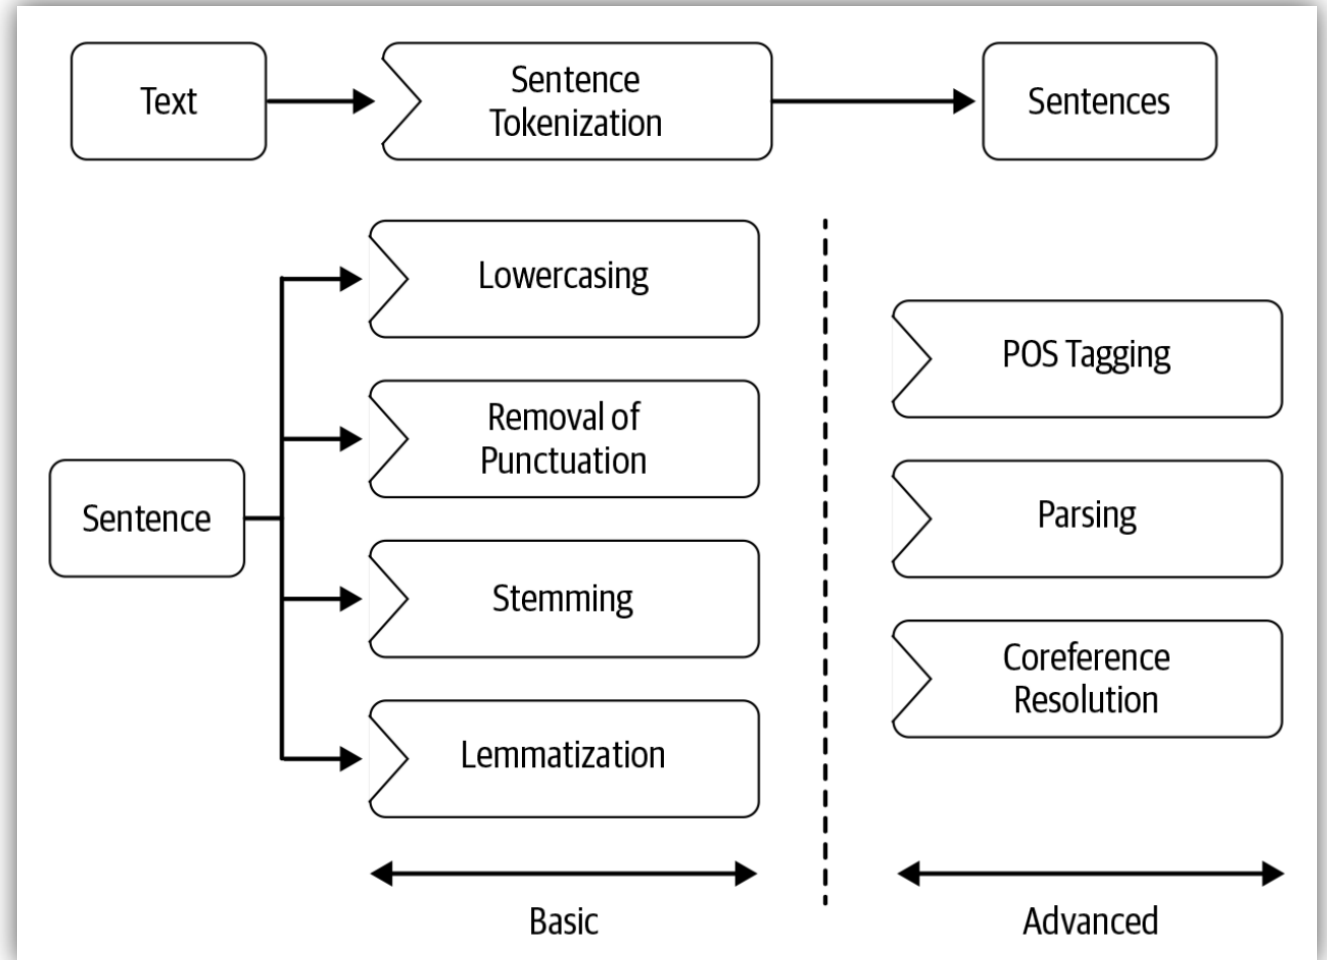 Text
Sentence
Tokenization
Sentences
Sentence
Lowercasing
Removal of
Punctuation
Stemming
Lemmatization
POS Tagging
Parsing
Coreference
Resolution
Basic
Advanced